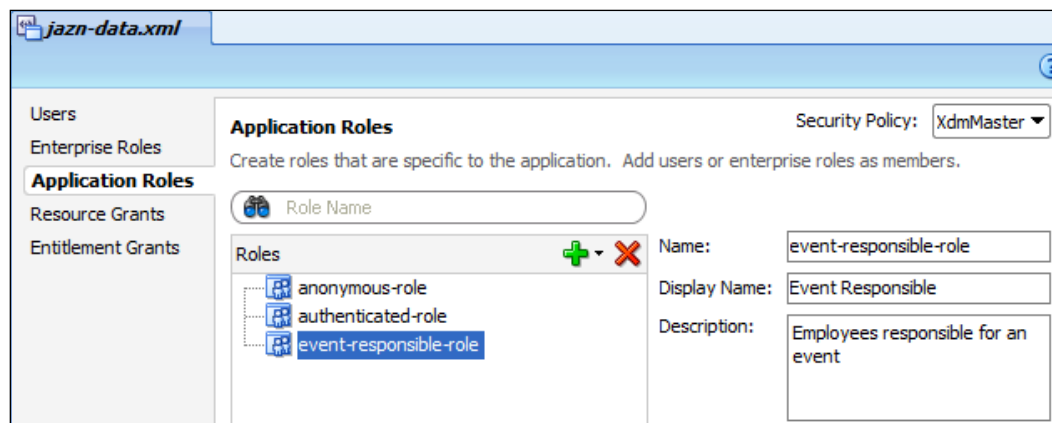 jazn-data.xml
Users
Enterprise Roles
Application Roles
Resource Grants
Entitlement Grants
Application Roles
Security Policy: XdmMaster
Create roles that are specific to the application. Add users or enterprise roles as members.
Role Name
Roles
anonymous-role
authenticated-role
event-responsible-role
Name: event-responsible-role
Display Name: Event Responsible
Description: Employees responsible for an
event